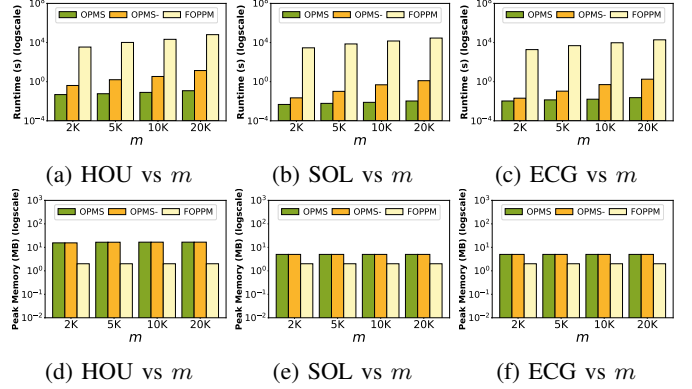 OPMS OPMS- FOPPM
Runtime (s) (logscale)
10^6
10^4
10^0
10^-4
2K 5K 10K 20K
m
(a) HOU vs m
OPMS OPMS- FOPPM
Runtime (s) (logscale)
10^6
10^4
10^0
10^-4
2K 5K 10K 20K
m
(b) SOL vs m
OPMS OPMS- FOPPM
Runtime (s) (logscale)
10^6
10^4
10^0
10^-4
2K 5K 10K 20K
m
(c) ECG vs m
OPMS OPMS- FOPPM
Peak Memory (MB) (logscale)
10^3
10^2
10^1
10^0
10^-1
10^-2
2K 5K 10K 20K
(d) HOU vs m
OPMS OPMS- FOPPM
Peak Memory (MB) (logscale)
10^3
10^2
10^1
10^0
10^-1
10^-2
2K 5K 10K 20K
(e) SOL vs m
OPMS OPMS- FOPPM
Peak Memory (MB) (logscale)
10^3
10^2
10^1
10^0
10^-1
10^-2
2K 5K 10K 20K
(f) ECG vs m